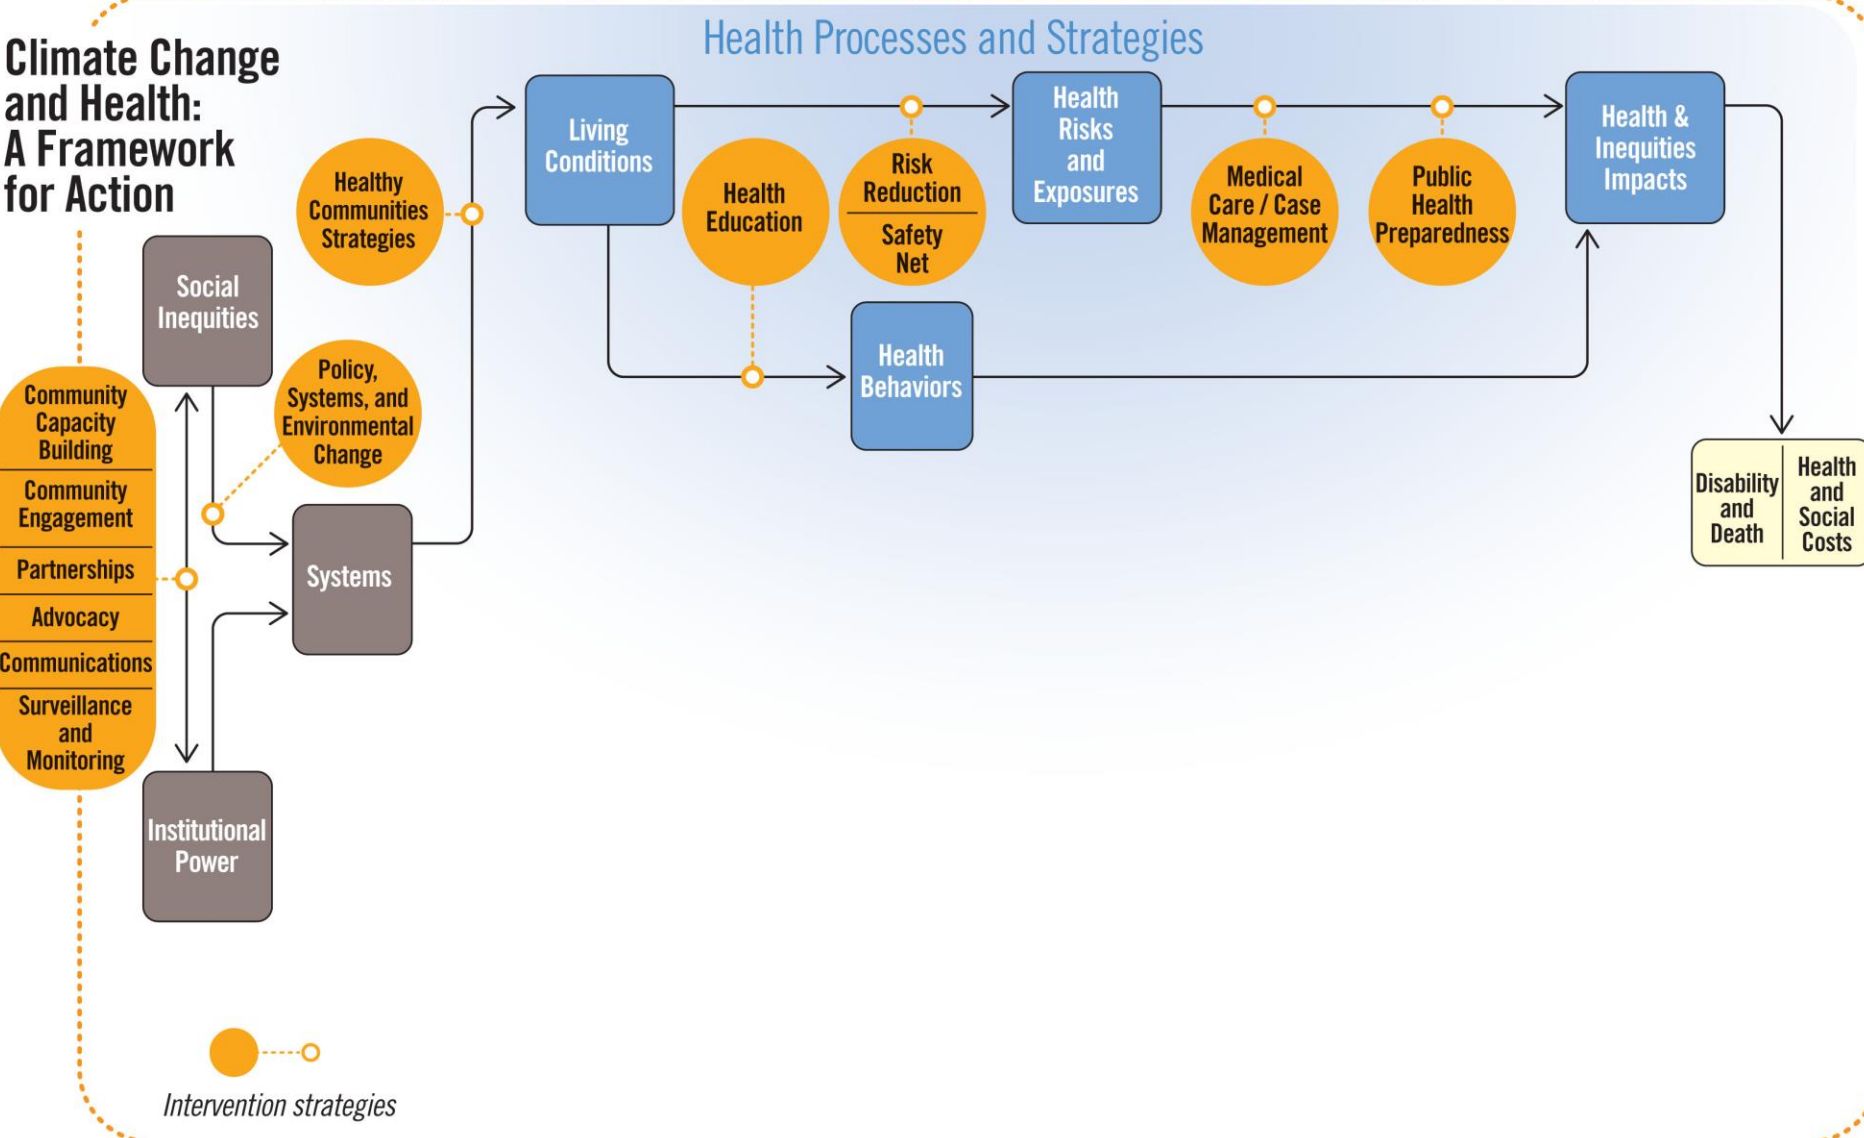 Climate Change
and Health:
A Framework
for Action
Health Processes and Strategies
Healthy
Communities
Strategies
Living
Conditions
Health
Education
Risk
Reduction
Safety
Net
Health
Risks
and
Exposures
Medical
Care / Case
Management
Public
Health
Preparedness
Health &
Inequities
Impacts
Social
Inequities
Policy,
Systems, and
Environmental
Change
Health
Behaviors
Community
Capacity
Building
Community
Engagement
Partnerships
Advocacy
Communications
Surveillance
and
Monitoring
Systems
Disability
and
Death
Health
and
Social
Costs
Institutional
Power
Intervention strategies